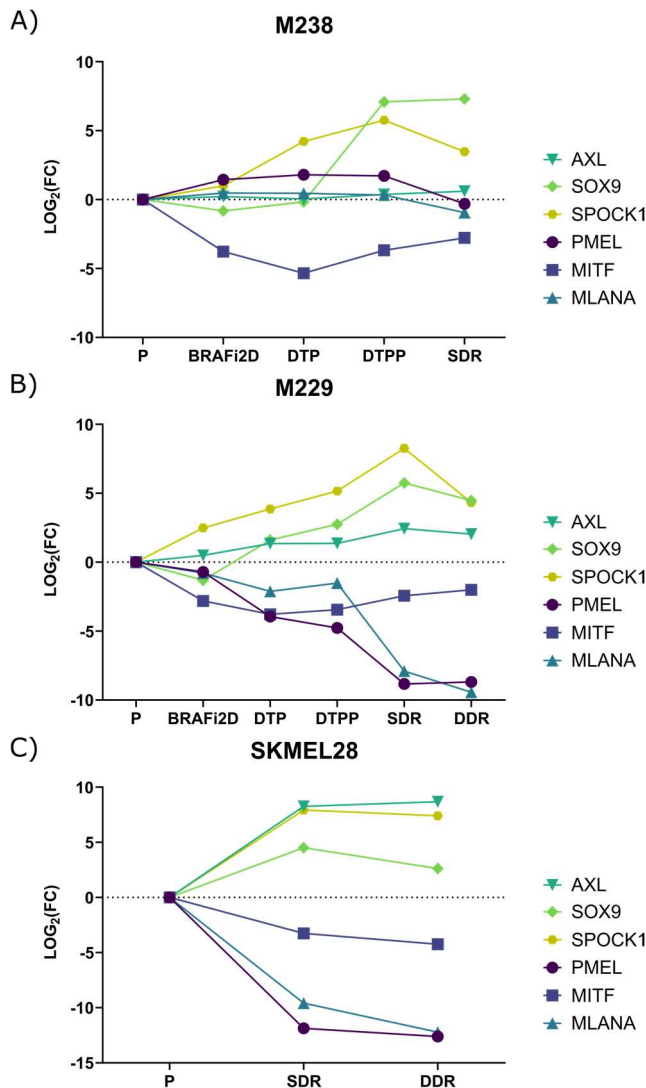 A)
M238
LOG2(FC)
10
5
0
-5
-10
P BRAFi2D DTP DTPP SDR
AXL
SOX9
SPOCK1
PMEL
MITF
MLANA
B)
M229
LOG2(FC)
10
5
0
-5
-10
P BRAFi2D DTP DTPP SDR DDR
AXL
SOX9
SPOCK1
PMEL
MITF
MLANA
C)
SKMEL28
LOG2(FC)
10
5
0
-5
-10
-15
P SDR DDR
AXL
SOX9
SPOCK1
PMEL
MITF
MLANA